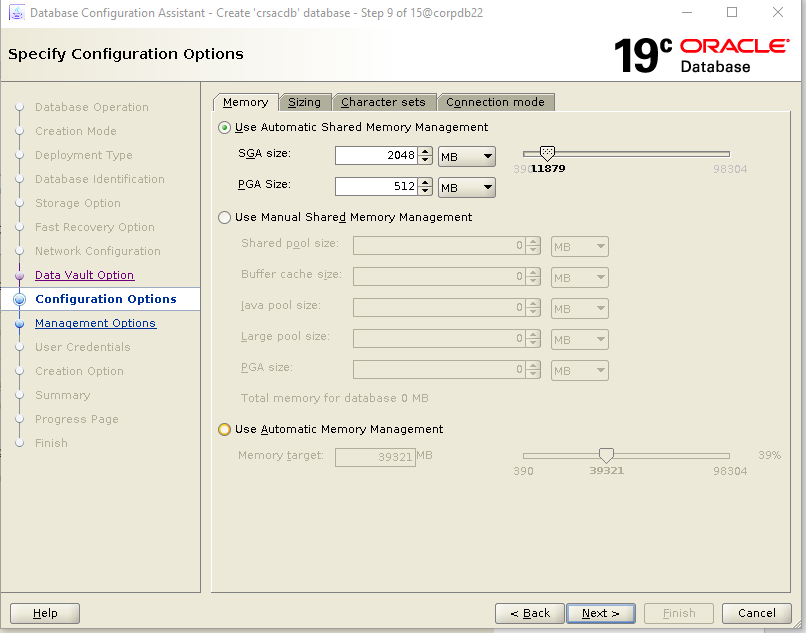 Database Configuration Assistant - Create 'crsacdb' database - Step 9 of 15@corpdb22
Specify Configuration Options
19c ORACLE
Database
Database Operation
Creation Mode
Deployment Type
Database Identification
Storage Option
Fast Recovery Option
Network Configuration
Data Vault Option
Configuration Options
Management Options
User Credentials
Creation Option
Summary
Progress Page
Finish
Memory Sizing Character sets Connection mode
Use Automatic Shared Memory Management
SGA size: 2048 MB
390 11879 98304
PGA Size: 512 MB
Use Manual Shared Memory Management
Shared pool size: 0 MB
Buffer cache size: 0 MB
Java pool size: 0 MB
Large pool size: 0 MB
PGA size: 0 MB
Total memory for database 0 MB
Use Automatic Memory Management
Memory target: 39321 MB 39%
390 39321 98304
Help < Back Next > Finish Cancel